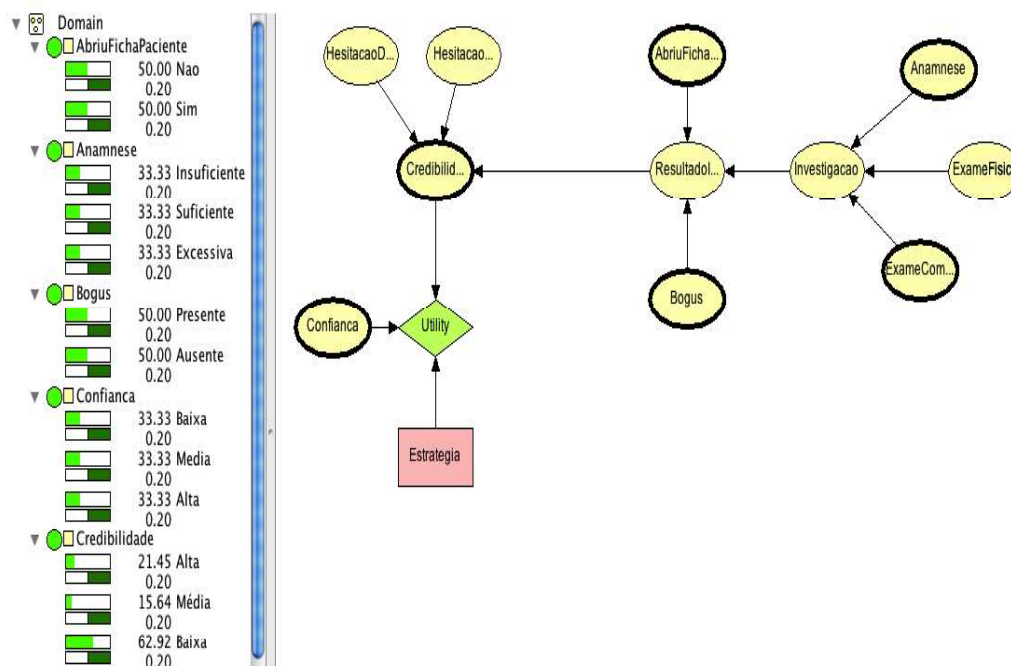 Domain
AbriuFichaPaciente
50.00 Nao
0.20
50.00 Sim
0.20
Anamnese
33.33 Insuficiente
0.20
33.33 Suficiente
0.20
33.33 Excessiva
0.20
Bogus
50.00 Presente
0.20
50.00 Ausente
0.20
Confianca
33.33 Baixa
0.20
33.33 Media
0.20
33.33 Alta
0.20
Credibilidade
21.45 Alta
0.20
15.64 Média
0.20
62.92 Baixa
0.20
HesitacaoD...
Hesitacao...
AbriuFicha...
Anamnese
Credibilid...
Resultadol...
Investigacao
ExameFisic
ExameCom...
Bogus
Confianca
Utility
Estrategia